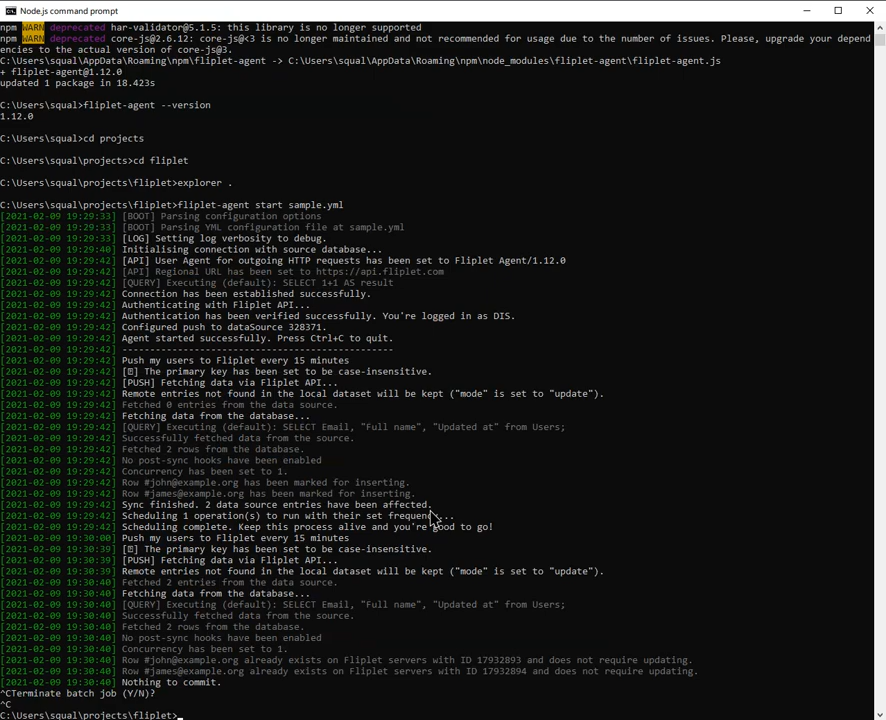 Node.js command prompt
npm WARN deprecated har-validator@5.1.5: this library is no longer supported
npm WARN deprecated core-js@2.6.12: core-js@<3 is no longer maintained and not recommended for usage due to the number of issues. Please, upgrade your depend
encies to the actual version of core-js@3.
C:\Users\squal\AppData\Roaming\npm\fliplet-agent -> C:\Users\squal\AppData\Roaming\npm\node_modules\fliplet-agent\fliplet-agent.js
+ fliplet-agent@1.12.0
updated 1 package in 18.423s
C:\Users\squal>fliplet-agent --version
1.12.0
C:\Users\squal>cd projects
C:\Users\squal\projects>cd fliplet
C:\Users\squal\projects\fliplet>explorer .
C:\Users\squal\projects\fliplet>fliplet-agent start sample.yml
[2021-02-09 19:29:33] [BOOT] Parsing configuration options
[2021-02-09 19:29:33] [BOOT] Parsing YML configuration file at sample.yml
[2021-02-09 19:29:33] [LOG] Setting log verbosity to debug.
[2021-02-09 19:29:40] Initialising connection with source database...
[2021-02-09 19:29:42] [API] User Agent for outgoing HTTP requests has been set to Fliplet Agent/1.12.0
[2021-02-09 19:29:42] [API] Regional URL has been set to https://api.fliplet.com
[2021-02-09 19:29:42] [QUERY] Executing (default): SELECT 1+1 AS result
[2021-02-09 19:29:42] Connection has been established successfully.
[2021-02-09 19:29:42] Authenticating with Fliplet API...
[2021-02-09 19:29:42] Authentication has been verified successfully. You're logged in as DIS.
[2021-02-09 19:29:42] Configured push to dataSource 328371.
[2021-02-09 19:29:42] Agent started successfully. Press Ctrl+C to quit.
[2021-02-09 19:29:42] -----------------------------------------------
[2021-02-09 19:29:42] Push my users to Fliplet every 15 minutes
[2021-02-09 19:29:42] [⍰] The primary key has been set to be case-insensitive.
[2021-02-09 19:29:42] [PUSH] Fetching data via Fliplet API...
[2021-02-09 19:29:42] Remote entries not found in the local dataset will be kept ("mode" is set to "update").
[2021-02-09 19:29:42] Fetched 0 entries from the data source.
[2021-02-09 19:29:42] Fetching data from the database...
[2021-02-09 19:29:42] [QUERY] Executing (default): SELECT Email, "Full name", "Updated at" from Users;
[2021-02-09 19:29:42] Successfully fetched data from the source.
[2021-02-09 19:29:42] Fetched 2 rows from the database.
[2021-02-09 19:29:42] No post-sync hooks have been enabled
[2021-02-09 19:29:42] Concurrency has been set to 1.
[2021-02-09 19:29:42] Row #john@example.org has been marked for inserting.
[2021-02-09 19:29:42] Row #james@example.org has been marked for inserting.
[2021-02-09 19:29:42] Sync finished. 2 data source entries have been affected.
[2021-02-09 19:29:42] Scheduling 1 operation(s) to run with their set frequency...
[2021-02-09 19:29:42] Scheduling complete. Keep this process alive and you're good to go!
[2021-02-09 19:30:00] Push my users to Fliplet every 15 minutes
[2021-02-09 19:30:39] [⍰] The primary key has been set to be case-insensitive.
[2021-02-09 19:30:39] [PUSH] Fetching data via Fliplet API...
[2021-02-09 19:30:39] Remote entries not found in the local dataset will be kept ("mode" is set to "update").
[2021-02-09 19:30:40] Fetched 2 entries from the data source.
[2021-02-09 19:30:40] Fetching data from the database...
[2021-02-09 19:30:40] [QUERY] Executing (default): SELECT Email, "Full name", "Updated at" from Users;
[2021-02-09 19:30:40] Successfully fetched data from the source.
[2021-02-09 19:30:40] Fetched 2 rows from the database.
[2021-02-09 19:30:40] No post-sync hooks have been enabled
[2021-02-09 19:30:40] Concurrency has been set to 1.
[2021-02-09 19:30:40] Row #john@example.org already exists on Fliplet servers with ID 17932893 and does not require updating.
[2021-02-09 19:30:40] Row #james@example.org already exists on Fliplet servers with ID 17932894 and does not require updating.
[2021-02-09 19:30:40] Nothing to commit.
^CTerminate batch job (Y/N)?
^C
C:\Users\squal\projects\fliplet>_